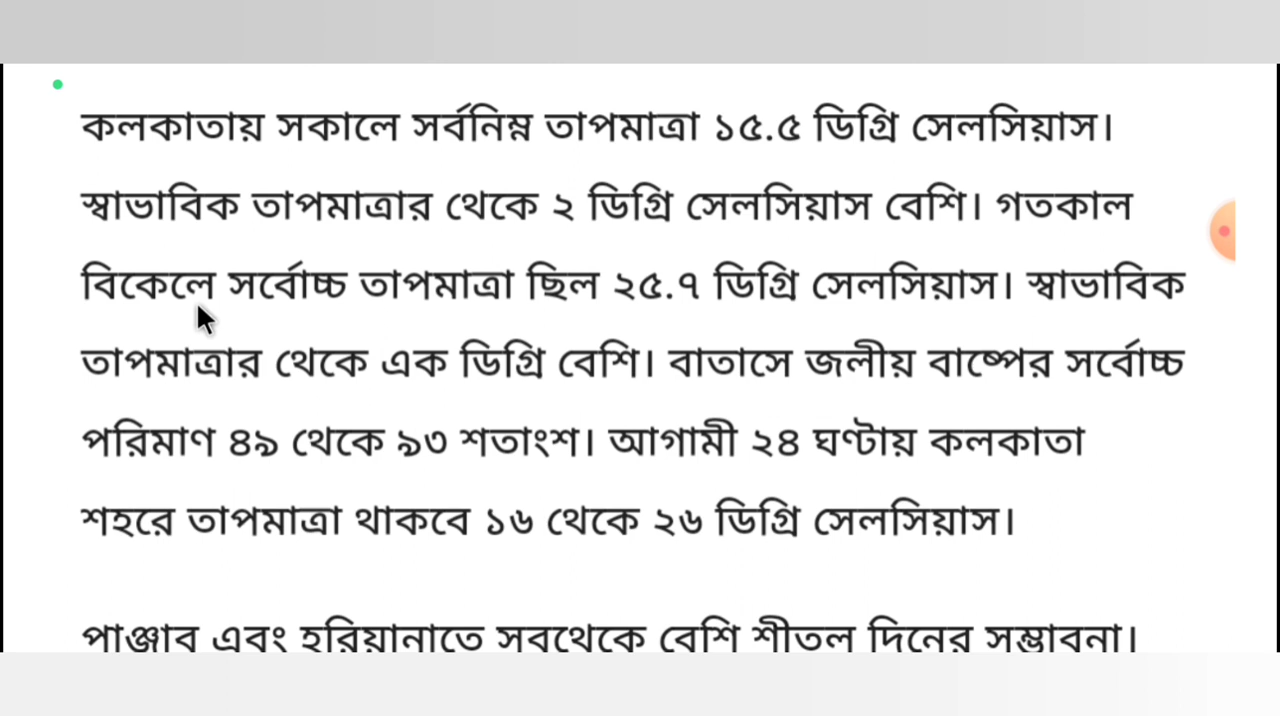 কলকাতায় সকালে সর্বনিম্ন তাপমাত্রা ১৫.৫ ডিগ্রি সেলসিয়াস।
স্বাভাবিক তাপমাত্রার থেকে ২ ডিগ্রি সেলসিয়াস বেশি। গতকাল
বিকেলে সর্বোচ্চ তাপমাত্রা ছিল ২৫.৭ ডিগ্রি সেলসিয়াস। স্বাভাবিক
তাপমাত্রার থেকে এক ডিগ্রি বেশি। বাতাসে জলীয় বাষ্পের সর্বোচ্চ
পরিমাণ ৪৯ থেকে ৯৩ শতাংশ। আগামী ২৪ ঘণ্টায় কলকাতা
শহরে তাপমাত্রা থাকবে ১৬ থেকে ২৬ ডিগ্রি সেলসিয়াস।
পাঞ্জাব এবং হরিয়ানাতে সবথেকে বেশি শীতল দিনের সম্ভাবনা।